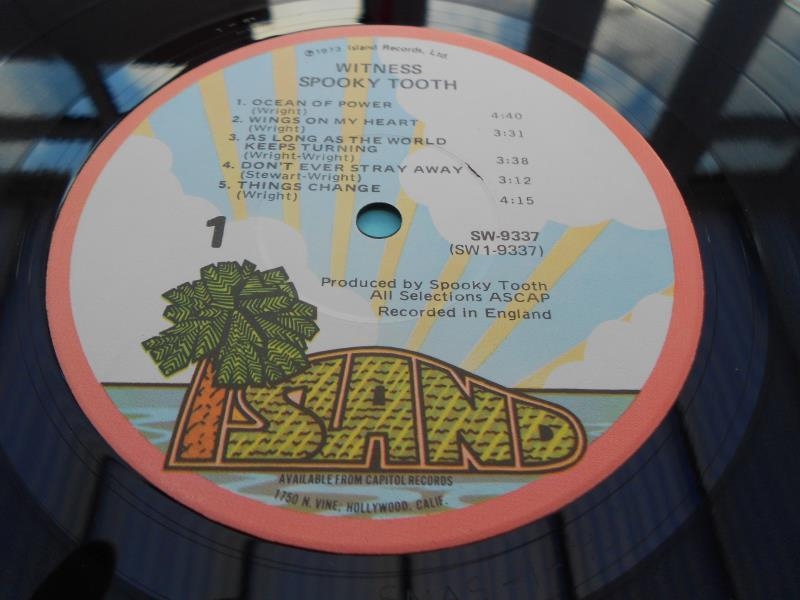 ℗1973 Island Records, Ltd.
WITNESS
SPOOKY TOOTH
1. OCEAN OF POWER 4:40
(Wright)
2. WINGS ON MY HEART 3:31
(Wright)
3. AS LONG AS THE WORLD
KEEPS TURNING 3:38
(Wright-Wright)
4. DON'T EVER STRAY AWAY 3:12
(Stewart-Wright)
5. THINGS CHANGE 4:15
(Wright)
1
SW-9337
(SW1-9337)
Produced by Spooky Tooth
All Selections ASCAP
Recorded in England
ISLAND
AVAILABLE FROM CAPITOL RECORDS
1750 N. VINE, HOLLYWOOD, CALIF.